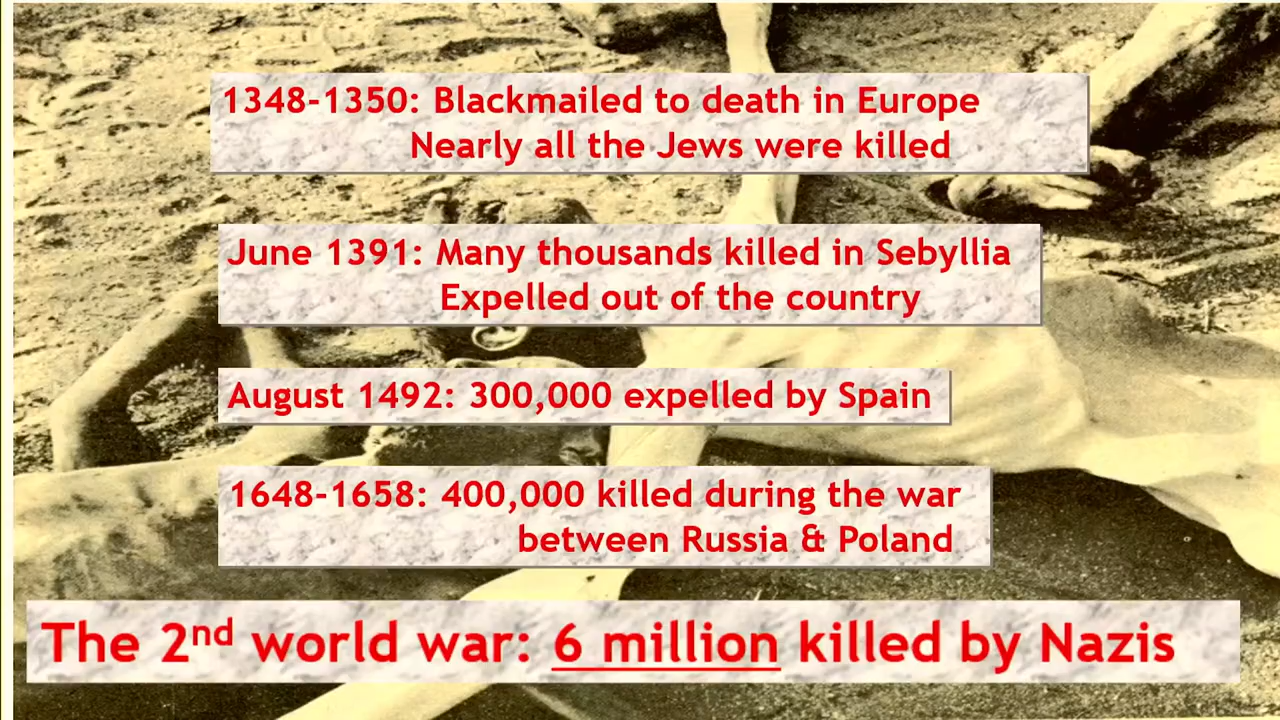 1348-1350: Blackmailed to death in Europe
Nearly all the Jews were killed
June 1391: Many thousands killed in Sebyllia
Expelled out of the country
August 1492: 300,000 expelled by Spain
1648-1658: 400,000 killed during the war
between Russia & Poland
The 2nd world war: 6 million killed by Nazis